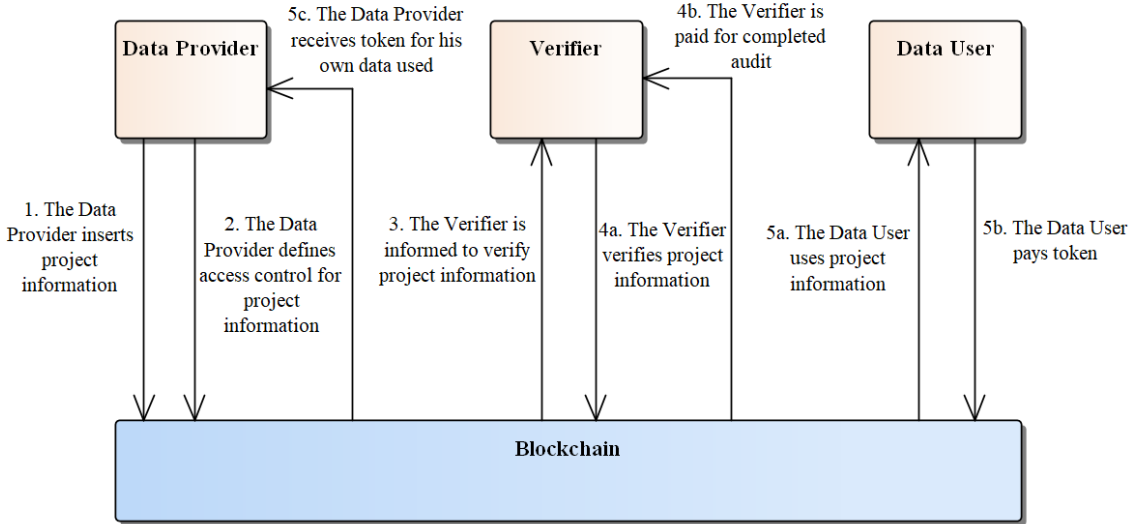 5c. The Data Provider
receives token for his
own data used
4b. The Verifier is
paid for completed
audit
Data Provider
Verifier
Data User
1. The Data
Provider inserts
project
information
2. The Data
Provider defines
access control for
project
information
3. The Verifier is
informed to verify
project information
4a. The Verifier
verifies project
information
5a. The Data User
uses project
information
5b. The Data User
pays token
Blockchain